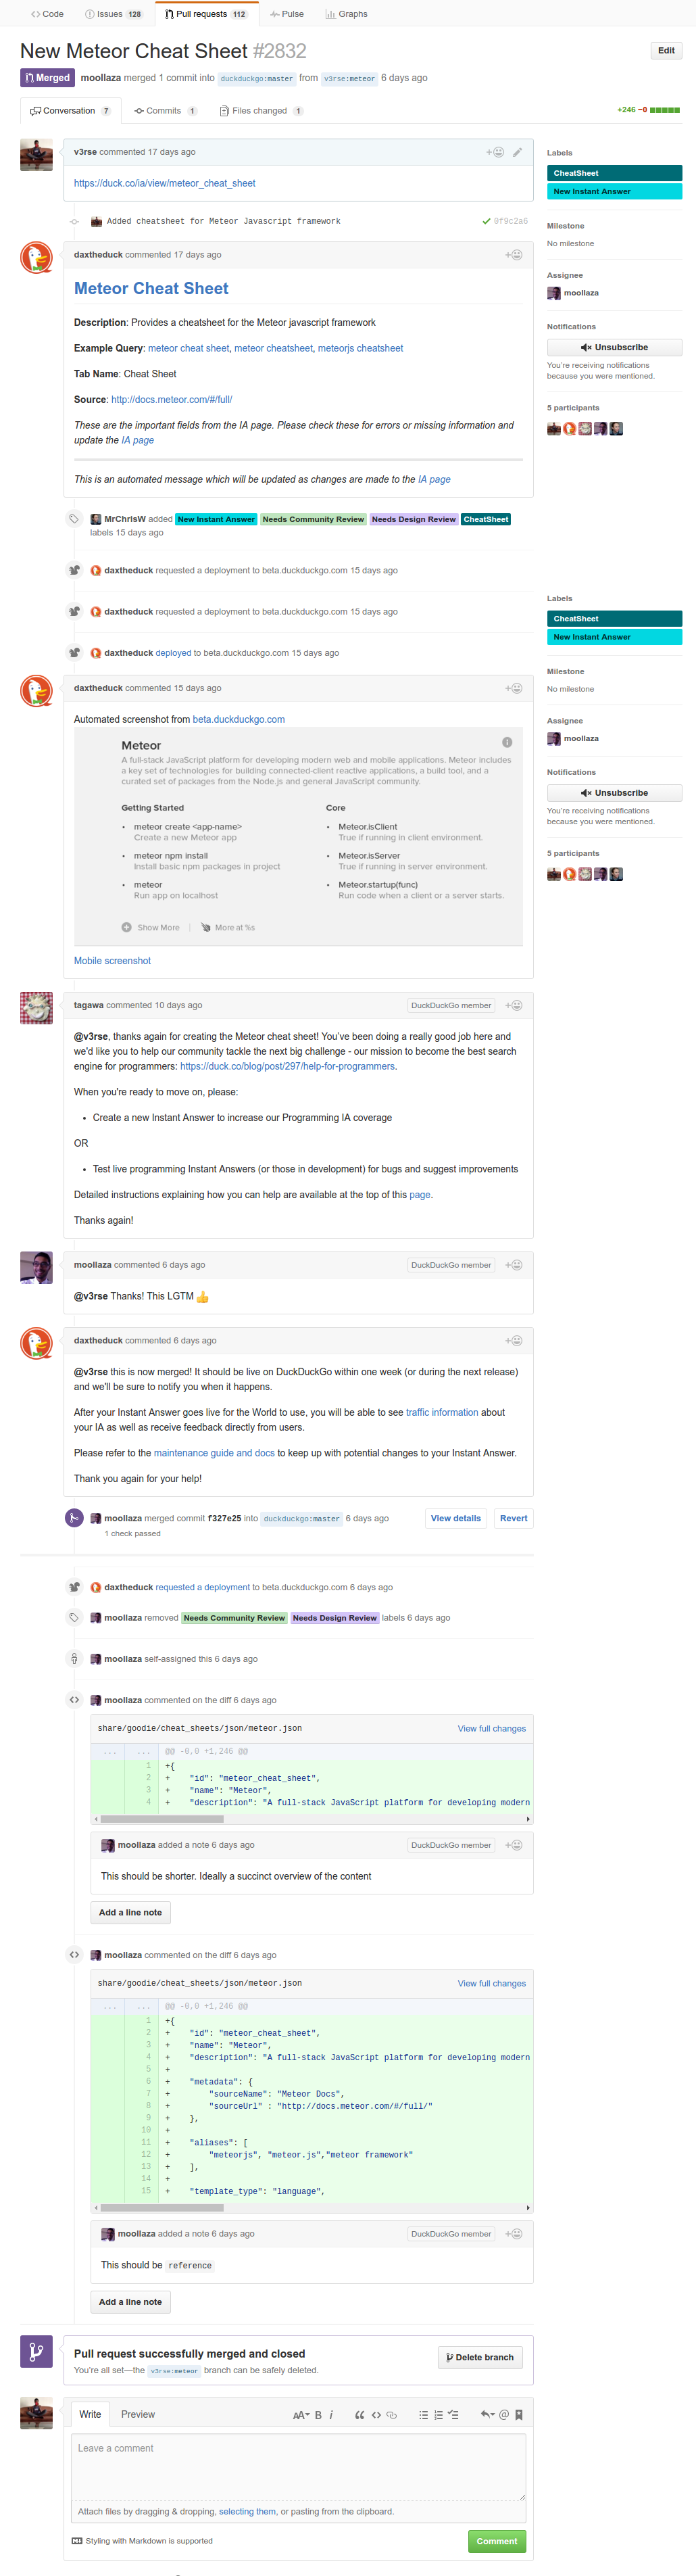 Code Issues 128 Pull requests 112 Pulse Graphs
New Meteor Cheat Sheet #2832
Edit
Merged moollaza merged 1 commit into duckduckgo:master from v3rse:meteor 6 days ago
Conversation 7 Commits 1 Files changed 1 +246 −0
v3rse commented 17 days ago
https://duck.co/ia/view/meteor_cheat_sheet
Added cheatsheet for Meteor Javascript framework 0f9c2a6
daxtheduck commented 17 days ago
Meteor Cheat Sheet
Description: Provides a cheatsheet for the Meteor javascript framework
Example Query: meteor cheat sheet, meteor cheatsheet, meteorjs cheatsheet
Tab Name: Cheat Sheet
Source: http://docs.meteor.com/#/full/
These are the important fields from the IA page. Please check these for errors or missing information and
update the IA page
This is an automated message which will be updated as changes are made to the IA page
Labels
CheatSheet
New Instant Answer
Milestone
No milestone
Assignee
moollaza
Notifications
Unsubscribe
You're receiving notifications
because you were mentioned.
5 participants
MrChrisW added New Instant Answer Needs Community Review Needs Design Review CheatSheet
labels 15 days ago
daxtheduck requested a deployment to beta.duckduckgo.com 15 days ago
daxtheduck requested a deployment to beta.duckduckgo.com 15 days ago
daxtheduck deployed to beta.duckduckgo.com 15 days ago
Labels
CheatSheet
New Instant Answer
Milestone
No milestone
Assignee
moollaza
Notifications
Unsubscribe
You're receiving notifications
because you were mentioned.
5 participants
daxtheduck commented 15 days ago
Automated screenshot from beta.duckduckgo.com
Meteor
A full-stack JavaScript platform for developing modern web and mobile applications. Meteor includes
a key set of technologies for building connected-client reactive applications, a build tool, and a
curated set of packages from the Node.js and general JavaScript community.
Getting Started
• meteor create <app-name>
Create a new Meteor app
• meteor npm install
Install basic npm packages in project
• meteor
Run app on localhost
Core
• Meteor.isClient
True if running in client environment.
• Meteor.isServer
True if running in server environment.
• Meteor.startup(func)
Run code when a client or a server starts.
Show More More at %s
Mobile screenshot
tagawa commented 10 days ago DuckDuckGo member
@v3rse, thanks again for creating the Meteor cheat sheet! You've been doing a really good job here and
we'd like you to help our community tackle the next big challenge - our mission to become the best search
engine for programmers: https://duck.co/blog/post/297/help-for-programmers.
When you're ready to move on, please:
• Create a new Instant Answer to increase our Programming IA coverage
OR
• Test live programming Instant Answers (or those in development) for bugs and suggest improvements
Detailed instructions explaining how you can help are available at the top of this page.
Thanks again!
moollaza commented 6 days ago DuckDuckGo member
@v3rse Thanks! This LGTM 👍
daxtheduck commented 6 days ago
@v3rse this is now merged! It should be live on DuckDuckGo within one week (or during the next release)
and we'll be sure to notify you when it happens.
After your Instant Answer goes live for the World to use, you will be able to see traffic information about
your IA as well as receive feedback directly from users.
Please refer to the maintenance guide and docs to keep up with potential changes to your Instant Answer.
Thank you again for your help!
moollaza merged commit f327e25 into duckduckgo:master 6 days ago View details Revert
1 check passed
daxtheduck requested a deployment to beta.duckduckgo.com 6 days ago
moollaza removed Needs Community Review Needs Design Review labels 6 days ago
moollaza self-assigned this 6 days ago
moollaza commented on the diff 6 days ago
share/goodie/cheat_sheets/json/meteor.json View full changes
... ... @@ -0,0 +1,246 @@
1 +{
2 + "id": "meteor_cheat_sheet",
3 + "name": "Meteor",
4 + "description": "A full-stack JavaScript platform for developing modern
moollaza added a note 6 days ago DuckDuckGo member
This should be shorter. Ideally a succinct overview of the content
Add a line note
moollaza commented on the diff 6 days ago
share/goodie/cheat_sheets/json/meteor.json View full changes
... ... @@ -0,0 +1,246 @@
1 +{
2 + "id": "meteor_cheat_sheet",
3 + "name": "Meteor",
4 + "description": "A full-stack JavaScript platform for developing modern
5 +
6 + "metadata": {
7 + "sourceName": "Meteor Docs",
8 + "sourceUrl" : "http://docs.meteor.com/#/full/"
9 + },
10 +
11 + "aliases": [
12 + "meteorjs", "meteor.js","meteor framework"
13 + ],
14 +
15 + "template_type": "language",
moollaza added a note 6 days ago DuckDuckGo member
This should be reference
Add a line note
Pull request successfully merged and closed
You're all set—the v3rse:meteor branch can be safely deleted.
Delete branch
Write Preview
AA B i “ <> @
Leave a comment
Attach files by dragging & dropping, selecting them, or pasting from the clipboard.
Styling with Markdown is supported
Comment